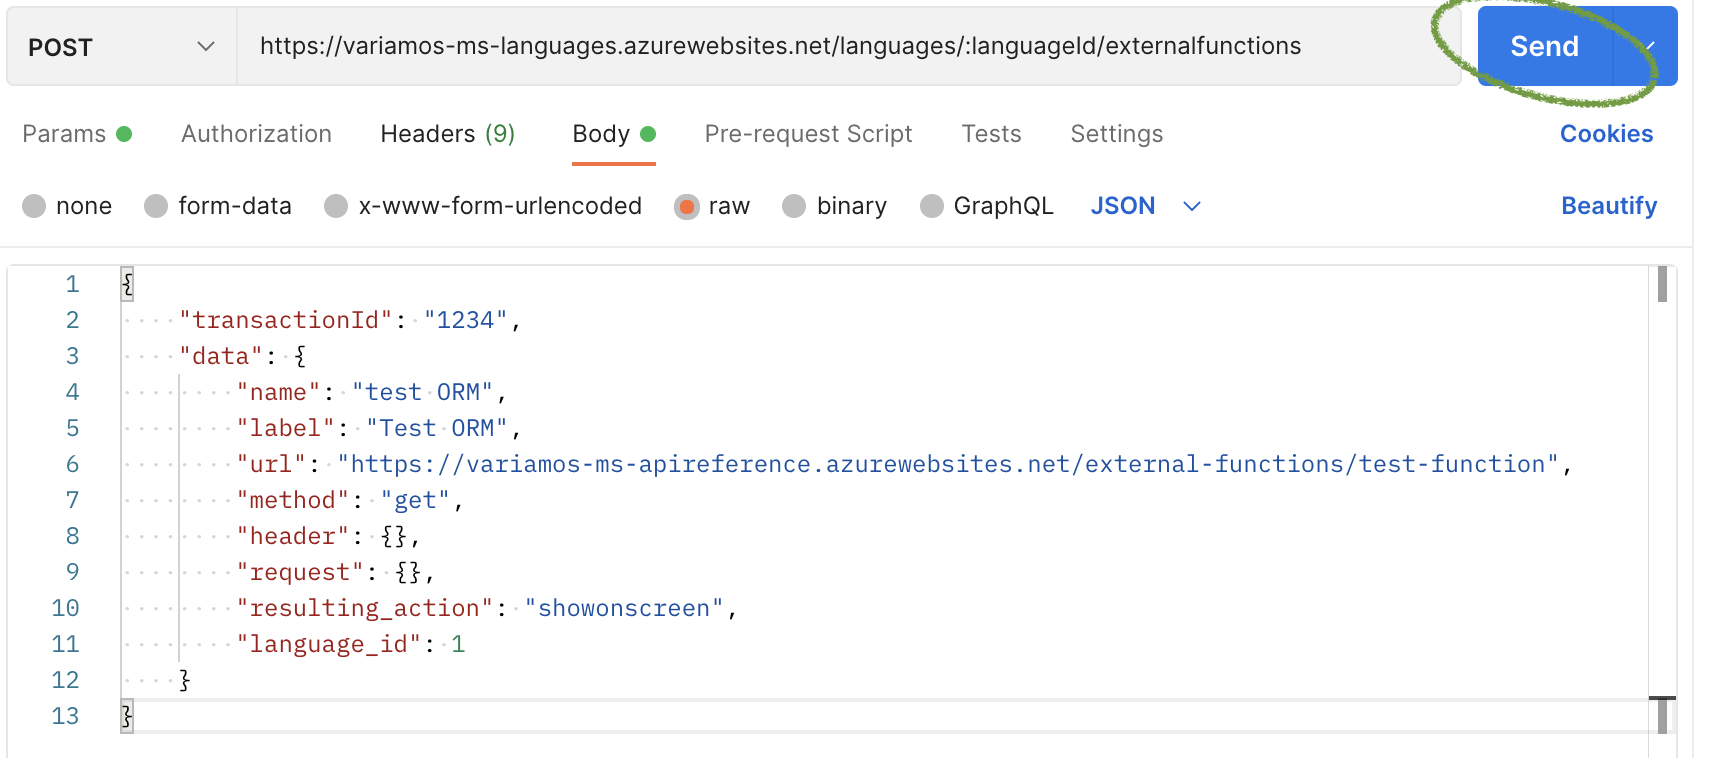 POST https://variamos-ms-languages.azurewebsites.net/languages/:languageId/externalfunctions Send
Params Authorization Headers (9) Body Pre-request Script Tests Settings Cookies
none form-data x-www-form-urlencoded raw binary GraphQL JSON Beautify
1 {
2 "transactionId": "1234",
3 "data": {
4 "name": "test ORM",
5 "label": "Test ORM",
6 "url": "https://variamos-ms-apireference.azurewebsites.net/external-functions/test-function",
7 "method": "get",
8 "header": {},
9 "request": {},
10 "resulting_action": "showonscreen",
11 "language_id": 1
12 }
13 }